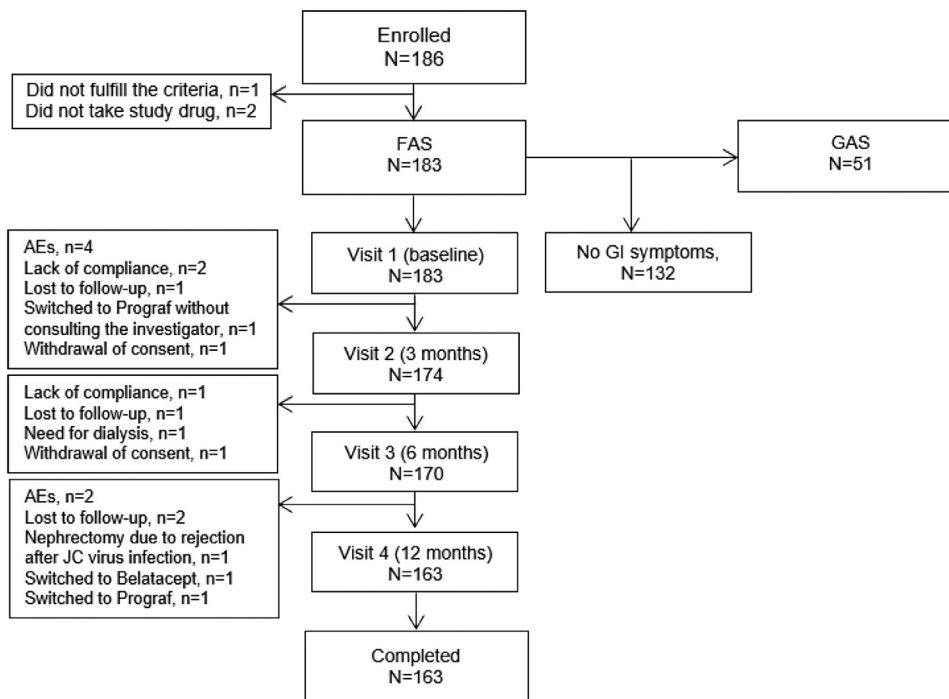 Enrolled
N=186
Did not fulfill the criteria, n=1
Did not take study drug, n=2
FAS
N=183
GAS
N=51
No GI symptoms,
N=132
Visit 1 (baseline)
N=183
AEs, n=4
Lack of compliance, n=2
Lost to follow-up, n=1
Switched to Prograf without
consulting the investigator, n=1
Withdrawal of consent, n=1
Visit 2 (3 months)
N=174
Lack of compliance, n=1
Lost to follow-up, n=1
Need for dialysis, n=1
Withdrawal of consent, n=1
Visit 3 (6 months)
N=170
AEs, n=2
Lost to follow-up, n=2
Nephrectomy due to rejection
after JC virus infection, n=1
Switched to Belatacept, n=1
Switched to Prograf, n=1
Visit 4 (12 months)
N=163
Completed
N=163